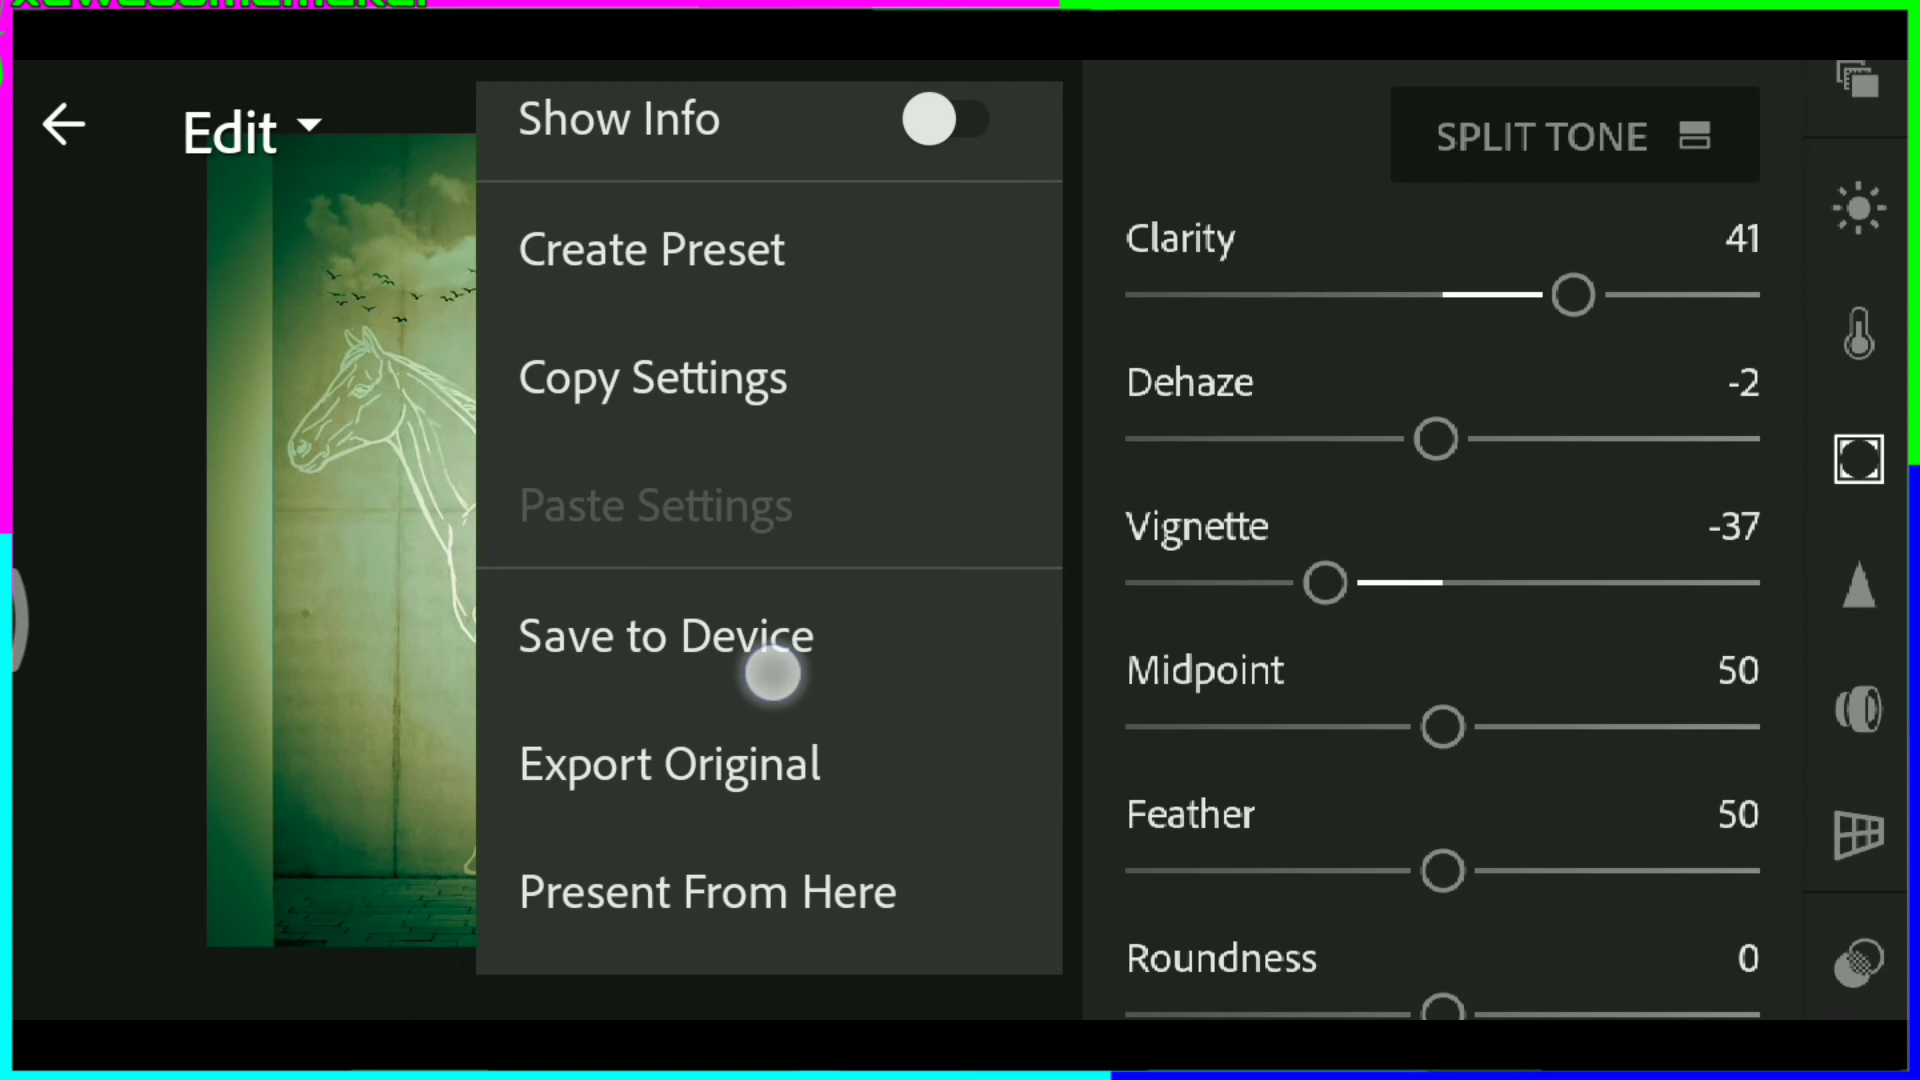 Edit
Show Info
Create Preset
Copy Settings
Paste Settings
Save to Device
Export Original
Present From Here
SPLIT TONE
Clarity 41
Dehaze -2
Vignette -37
Midpoint 50
Feather 50
Roundness 0